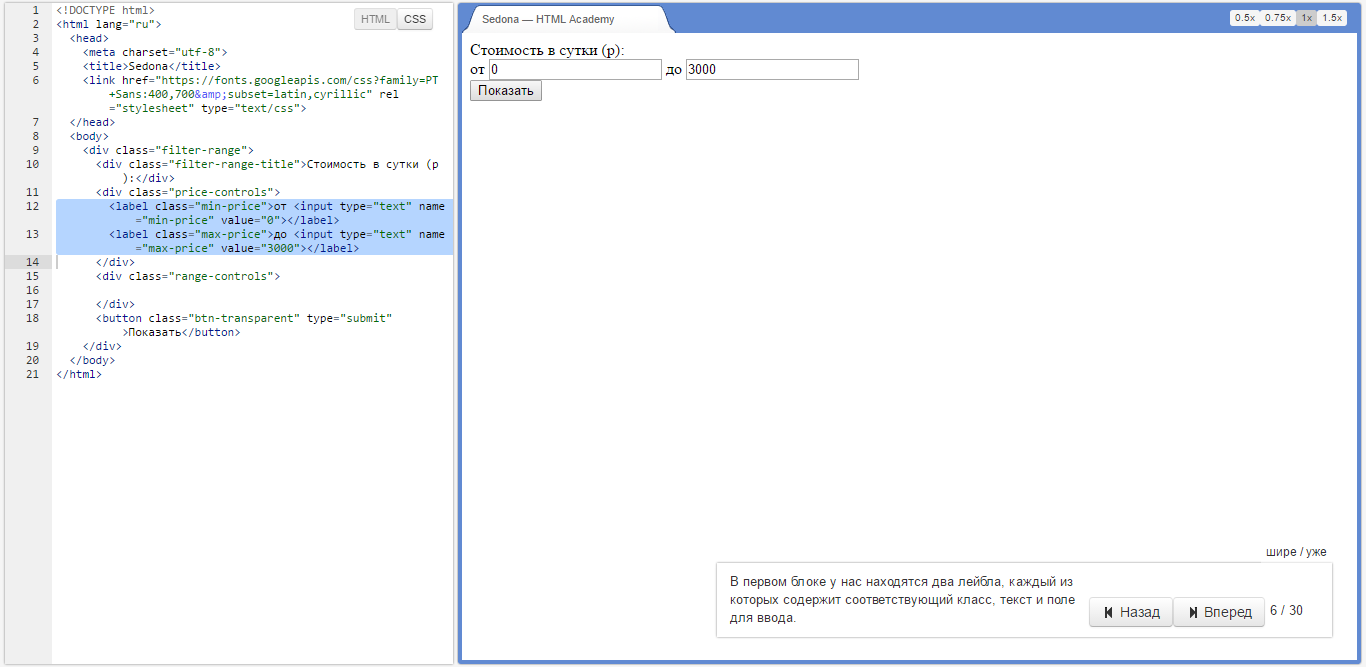 1 <!DOCTYPE html>
2 <html lang="ru">
3 <head>
4 <meta charset="utf-8">
5 <title>Sedona</title>
6 <link href="https://fonts.googleapis.com/css?family=PT
+Sans:400,700&amp;subset=latin,cyrillic" rel
="stylesheet" type="text/css">
7 </head>
8 <body>
9 <div class="filter-range">
10 <div class="filter-range-title">Стоимость в сутки (р
):</div>
11 <div class="price-controls">
12 <label class="min-price">от <input type="text" name
="min-price" value="0"></label>
13 <label class="max-price">до <input type="text" name
="max-price" value="3000"></label>
14 </div>
15 <div class="range-controls">
16
17 </div>
18 <button class="btn-transparent" type="submit"
>Показать</button>
19 </div>
20 </body>
21 </html>
HTML CSS
Sedona — HTML Academy
0.5x 0.75x 1x 1.5x
Стоимость в сутки (р):
от 0 до 3000
Показать
шире / уже
В первом блоке у нас находятся два лейбла, каждый из
которых содержит соответствующий класс, текст и поле
для ввода.
Назад Вперед 6 / 30